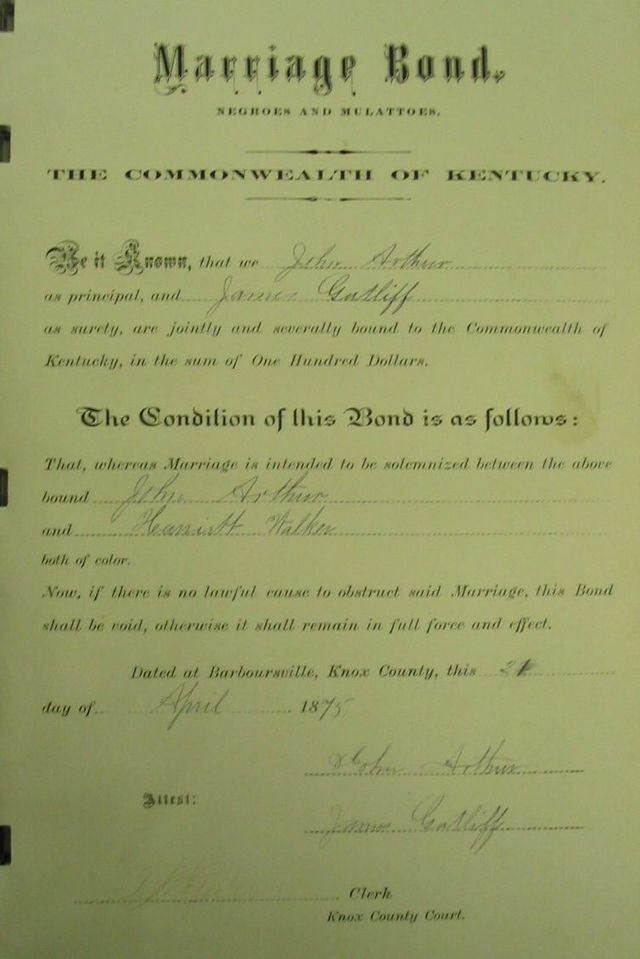 Marriage Bond.
NEGROES AND MULATTOES.
THE COMMONWEALTH OF KENTUCKY.
Be it Known, that we John Arthur
as principal, and James Gatliff
as surety, are jointly and severally bound to the Commonwealth of
Kentucky, in the sum of One Hundred Dollars.
The Condition of this Bond is as follows:
That, whereas Marriage is intended to be solemnized between the above
bound John Arthur
and Harriett Walker
both of color.
Now, if there is no lawful cause to obstruct said Marriage, this Bond
shall be void, otherwise it shall remain in full force and effect.
Dated at Barboursville, Knox County, this
day of April 1875
John Arthur
Attest:
James Gatliff
Clerk
Knox County Court.